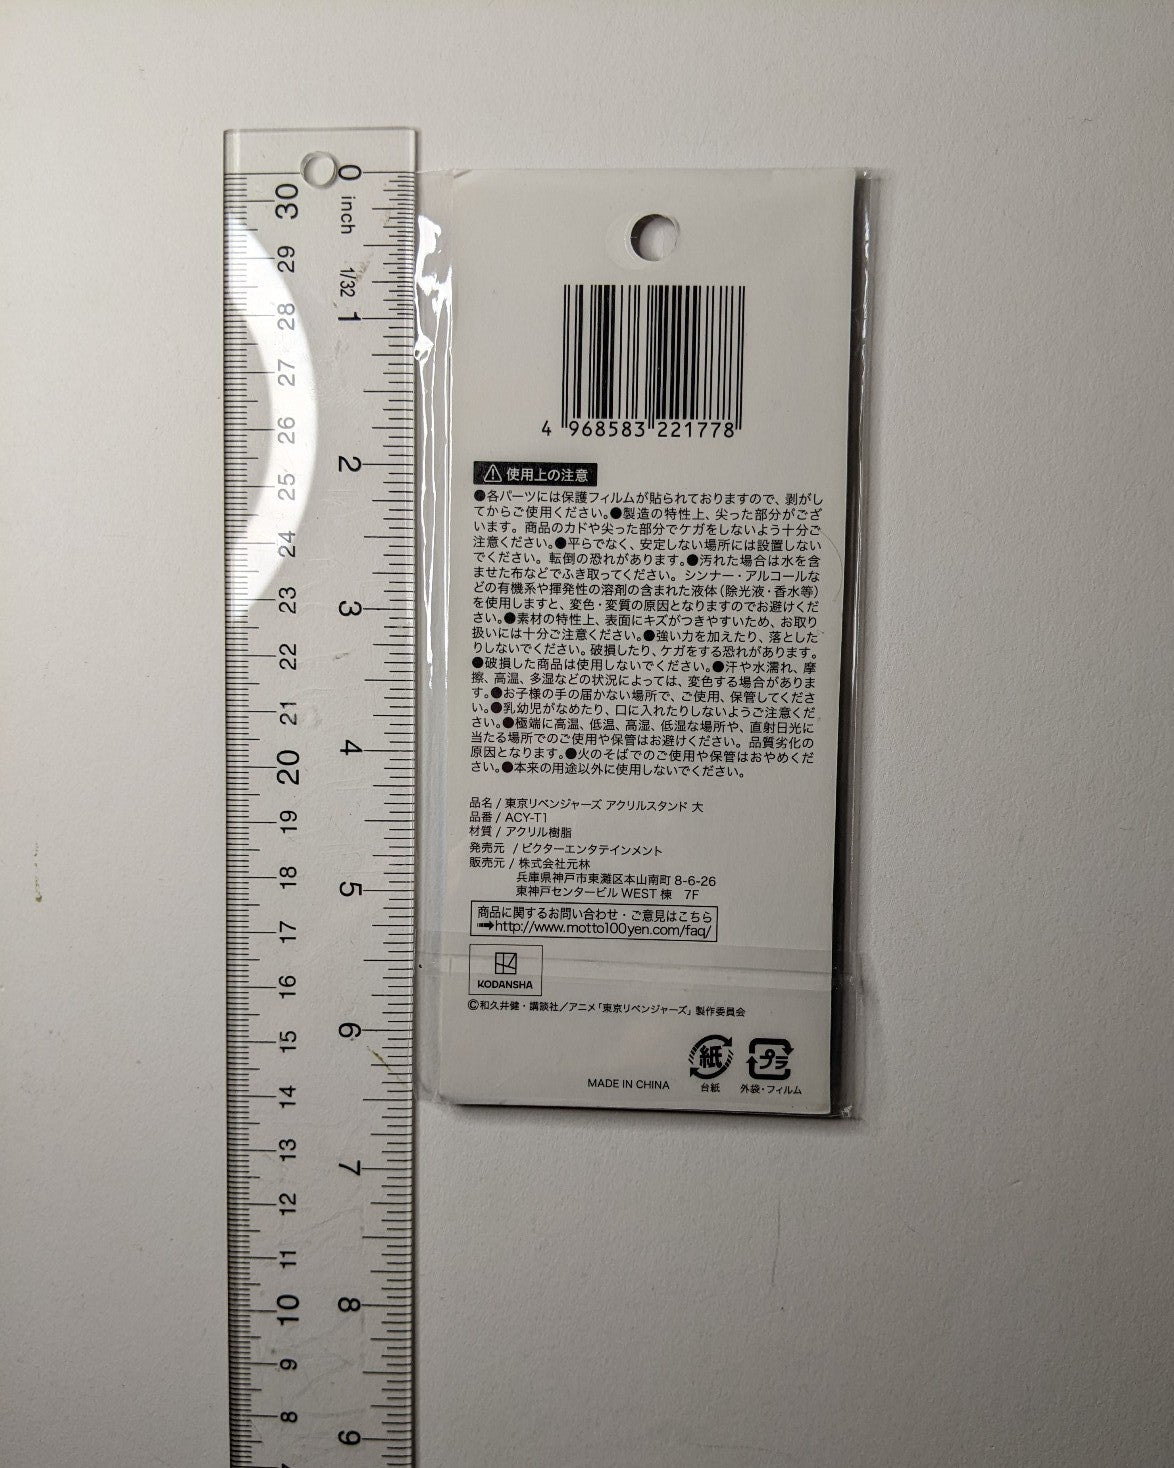 0
inch
1/32
1
2
3
4
5
6
7
8
9
30
29
28
27
26
25
24
23
22
21
20
19
18
17
16
15
14
13
12
11
10
9
8
4 968583 221778
使用上の注意
●各パーツには保護フィルムが貼られておりますので、剥がし
てからご使用ください。●製造の特性上、尖った部分がござ
います。商品のカドや尖った部分でケガをしないよう十分ご
注意ください。●平らでなく、安定しない場所には設置しない
でください。転倒の恐れがあります。●汚れた場合は水を含
ませた布などでふき取ってください。シンナー・アルコールな
どの有機系や揮発性の溶剤の含まれた液体（除光液・香水等）
を使用しますと、変色・変質の原因となりますのでお避けくだ
さい。●素材の特性上、表面にキズがつきやすいため、お取り
扱いには十分ご注意ください。●強い力を加えたり、落とした
りしないでください。破損したり、ケガをする恐れがあります。
●破損した商品は使用しないでください。●汗や水濡れ、摩
擦、高温、多湿などの状況によっては、変色する場合がありま
す。●お子様の手の届かない場所で、ご使用、保管してくださ
い。●乳幼児がなめたり、口に入れたりしないようご注意くだ
さい。●極端に高温、低温、高湿、低湿な場所や、直射日光に
当たる場所でのご使用や保管はお避けください。品質劣化の
原因となります。●火のそばでのご使用や保管はおやめくだ
さい。●本来の用途以外に使用しないでください。
品名 / 東京リベンジャーズ アクリルスタンド 大
品番 / ACY-T1
材質 / アクリル樹脂
発売元 / ビクターエンタテインメント
販売元 / 株式会社元林
兵庫県神戸市東灘区本山南町 8-6-26
東神戸センタービル WEST 棟 7F
商品に関するお問い合わせ・ご意見はこちら
➡http://www.motto100yen.com/faq/
KODANSHA
©和久井健・講談社／アニメ「東京リベンジャーズ」製作委員会
紙
台紙
プラ
外袋・フィルム
MADE IN CHINA